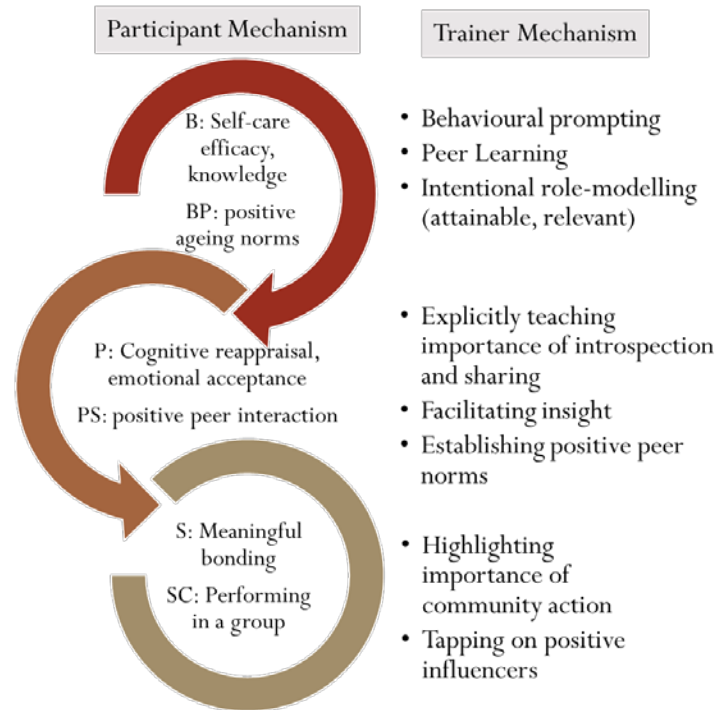 Participant Mechanism
Trainer Mechanism
B: Self-care
efficacy,
knowledge
BP: positive
ageing norms
• Behavioural prompting
• Peer Learning
• Intentional role-modelling
(attainable, relevant)
P: Cognitive reappraisal,
emotional acceptance
PS: positive peer interaction
• Explicitly teaching
importance of introspection
and sharing
• Facilitating insight
• Establishing positive peer
norms
S: Meaningful
bonding
SC: Performing
in a group
• Highlighting
importance of
community action
• Tapping on positive
influencers